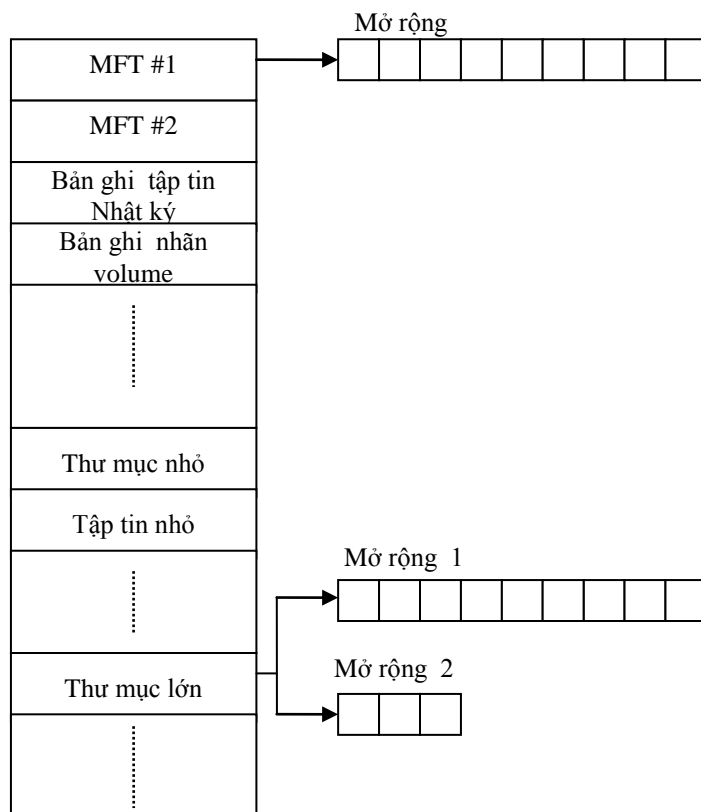 Mở rộng
MFT #1
MFT #2
Bản ghi tập tin
Nhật ký
Bản ghi nhãn
volume
Thư mục nhỏ
Tập tin nhỏ
Mở rộng 1
Mở rộng 2
Thư mục lớn